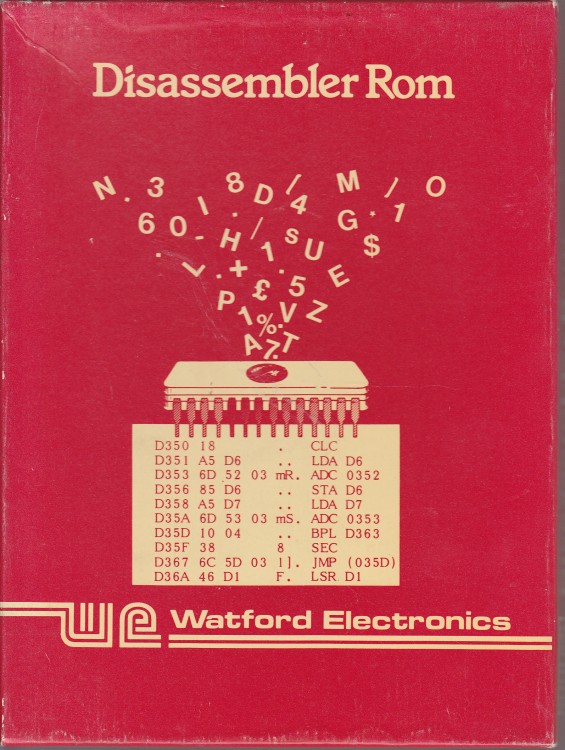 Disassembler Rom
N . 3 I 8 D / M / O
6 0 - H / . 4 s U G * 1
. L . + 1 . 5 E $
£
P 1 % . V Z
A 7 . T
D350 18 . CLC
D351 A5 D6 .. LDA D6
D353 6D 52 03 mR. ADC 0352
D356 85 D6 .. STA D6
D358 A5 D7 .. LDA D7
D35A 6D 53 03 mS. ADC 0353
D35D 10 04 .. BPL D363
D35F 38 8 SEC
D367 6C 5D 03 l]. JMP (035D)
D36A 46 D1 F. LSR D1
WE Watford Electronics